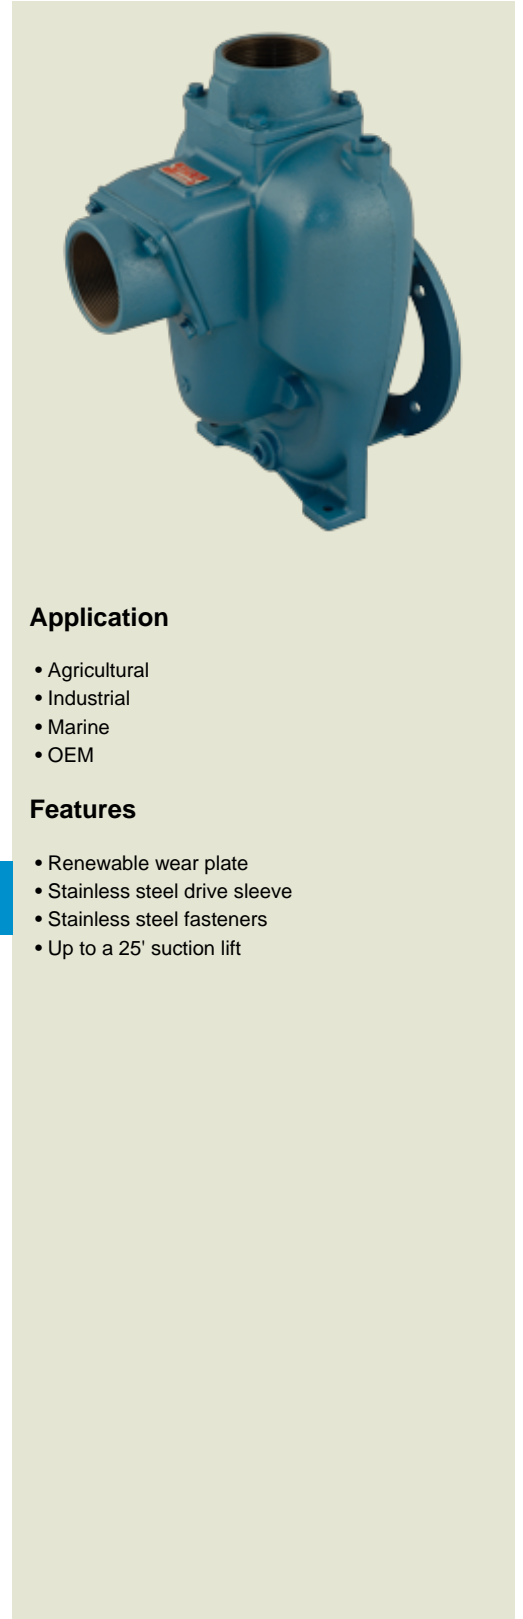 Application
• Agricultural
• Industrial
• Marine
• OEM
Features
• Renewable wear plate
• Stainless steel drive sleeve
• Stainless steel fasteners
• Up to a 25' suction lift